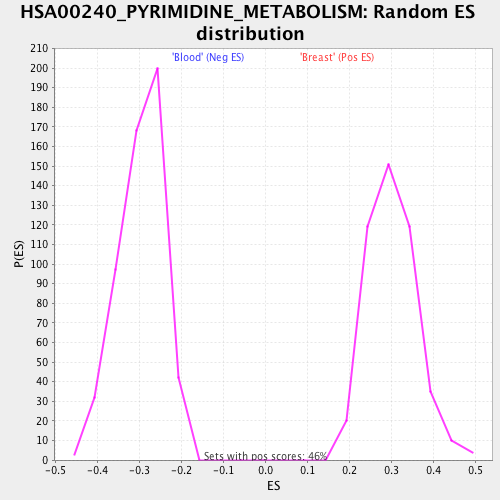 HSA00240_PYRIMIDINE_METABOLISM: Random ES
distribution
'Blood' (Neg ES)
'Breast' (Pos ES)
210
200
190
180
170
160
150
140
130
120
110
100
90
80
70
60
50
40
30
20
10
0
P(ES)
Sets with pos scores: 46%
-0.5 -0.4 -0.3 -0.2 -0.1 0.0 0.1 0.2 0.3 0.4 0.5
ES